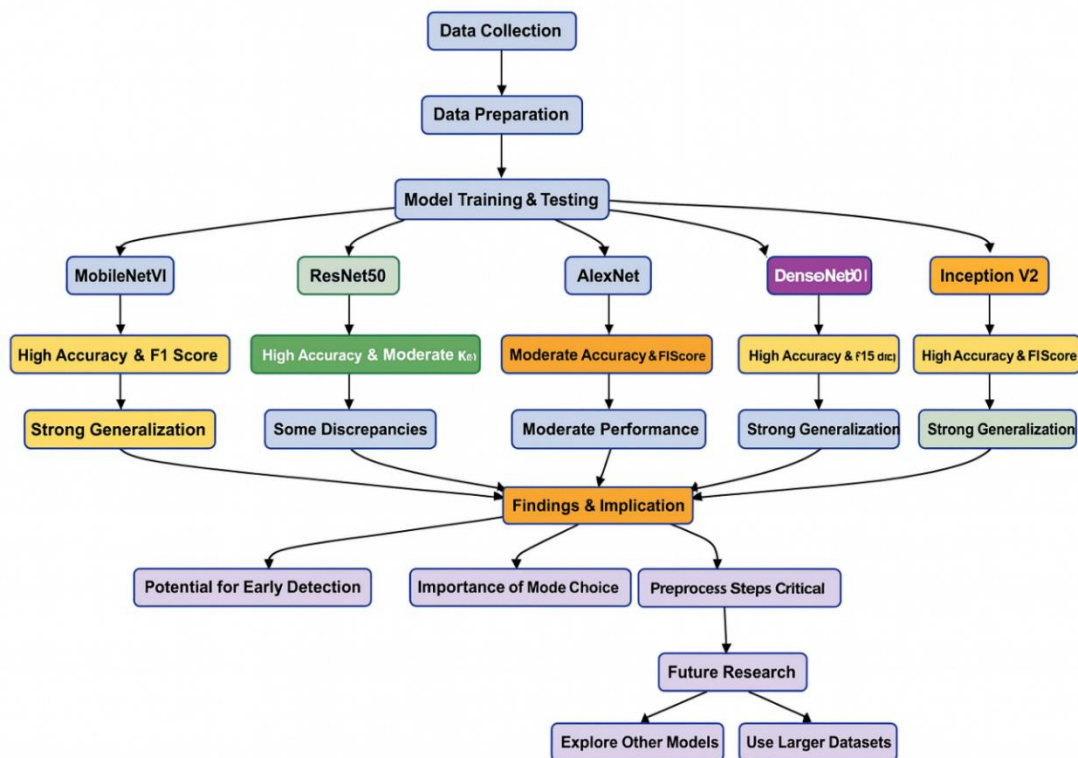 Data Collection
Data Preparation
Model Training & Testing
MobileNetVI
ResNet50
AlexNet
Inception V2
High Accuracy & F1 Score
High Accuracy & Moderate
Moderate Accuracy & FIScore
High Accuracy &
High Accuracy & FIScore
Strong Generalization
Some Discrepancies
Moderate Performance
Strong Generalization
Strong Generalization
Findings & Implication
Potential for Early Detection
Importance of Mode Choice
Preprocess Steps Critical
Future Research
Explore Other Models
Use Larger Datasets